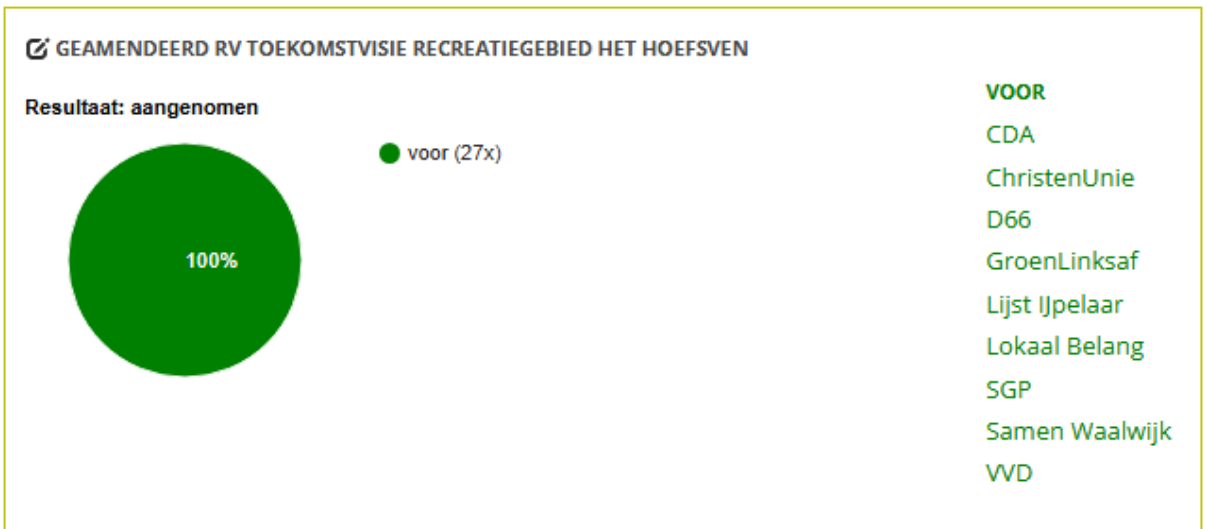 GEAMENDEERD RV TOEKOMSTVISIE RECREATIEGEBIED HET HOEFSVEN
Resultaat: aangenomen
100%
voor (27x)
VOOR
CDA
ChristenUnie
D66
GroenLinksaf
Lijst IJpelaar
Lokaal Belang
SGP
Samen Waalwijk
VVD